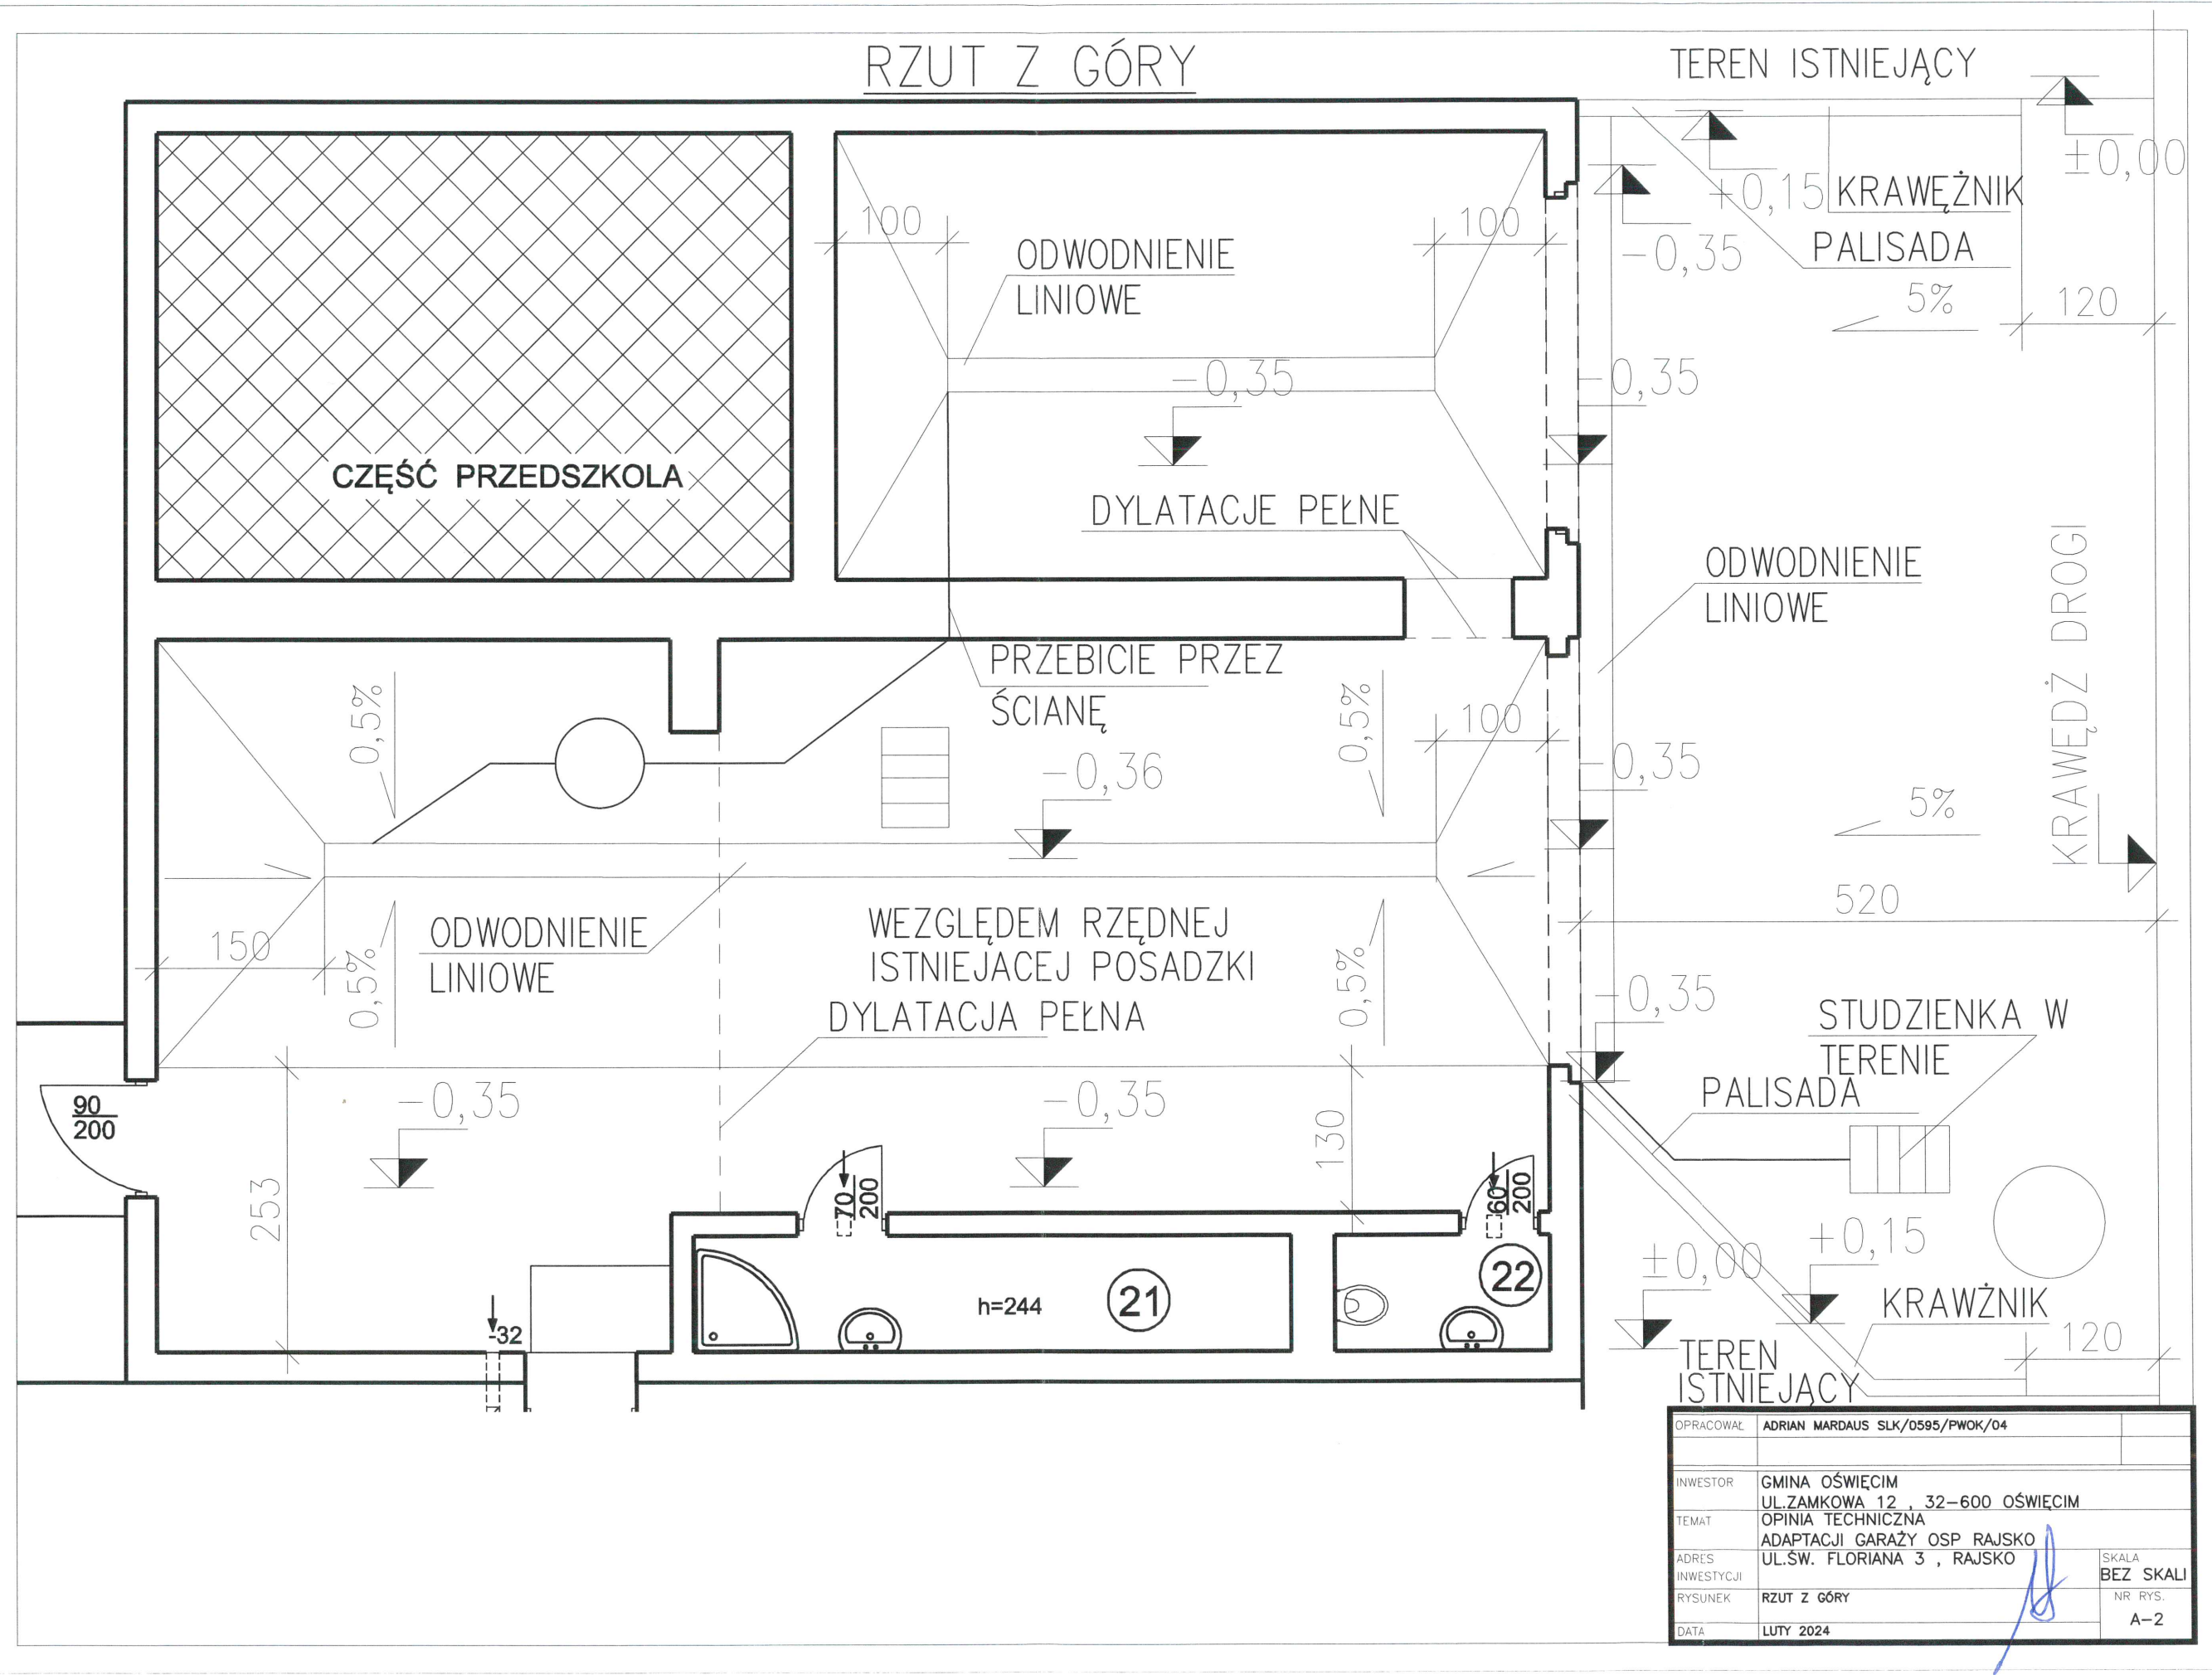 RZUT Z GÓRY
TEREN ISTNIEJĄCY
±0,00
+0,15
KRAWĘŻNIK
-0,35
PALISADA
100
100
ODWODNIENIE
LINIOWE
5%
120
-0,35
-0,35
CZĘŚĆ PRZEDSZKOLA
DYLATACJE PEŁNE
ODWODNIENIE
LINIOWE
KRAWĘDŹ DROGI
PRZEBICIE PRZEZ
ŚCIANĘ
0,5%
0,5%
100
-0,36
-0,35
5%
520
ODWODNIENIE
LINIOWE
150
0,5%
WEZGLĘDEM RZĘDNEJ
ISTNIEJACEJ POSADZKI
0,5%
DYLATACJA PEŁNA
-0,35
STUDZIENKA W
TERENIE
PALISADA
90
200
-0,35
-0,35
130
253
70
200
60
200
-32
h=244
21
22
±0,00
+0,15
KRAWŻNIK
120
TEREN
ISTNIEJĄCY
OPRACOWAŁ ADRIAN MARDAUS SLK/0595/PWOK/04
INWESTOR GMINA OŚWIĘCIM
UL.ZAMKOWA 12 , 32-600 OŚWIĘCIM
TEMAT OPINIA TECHNICZNA
ADAPTACJI GARAŻY OSP RAJSKO
ADRES INWESTYCJI UL.ŚW. FLORIANA 3 , RAJSKO
SKALA
BEZ SKALI
RYSUNEK RZUT Z GÓRY
NR RYS.
A-2
DATA LUTY 2024